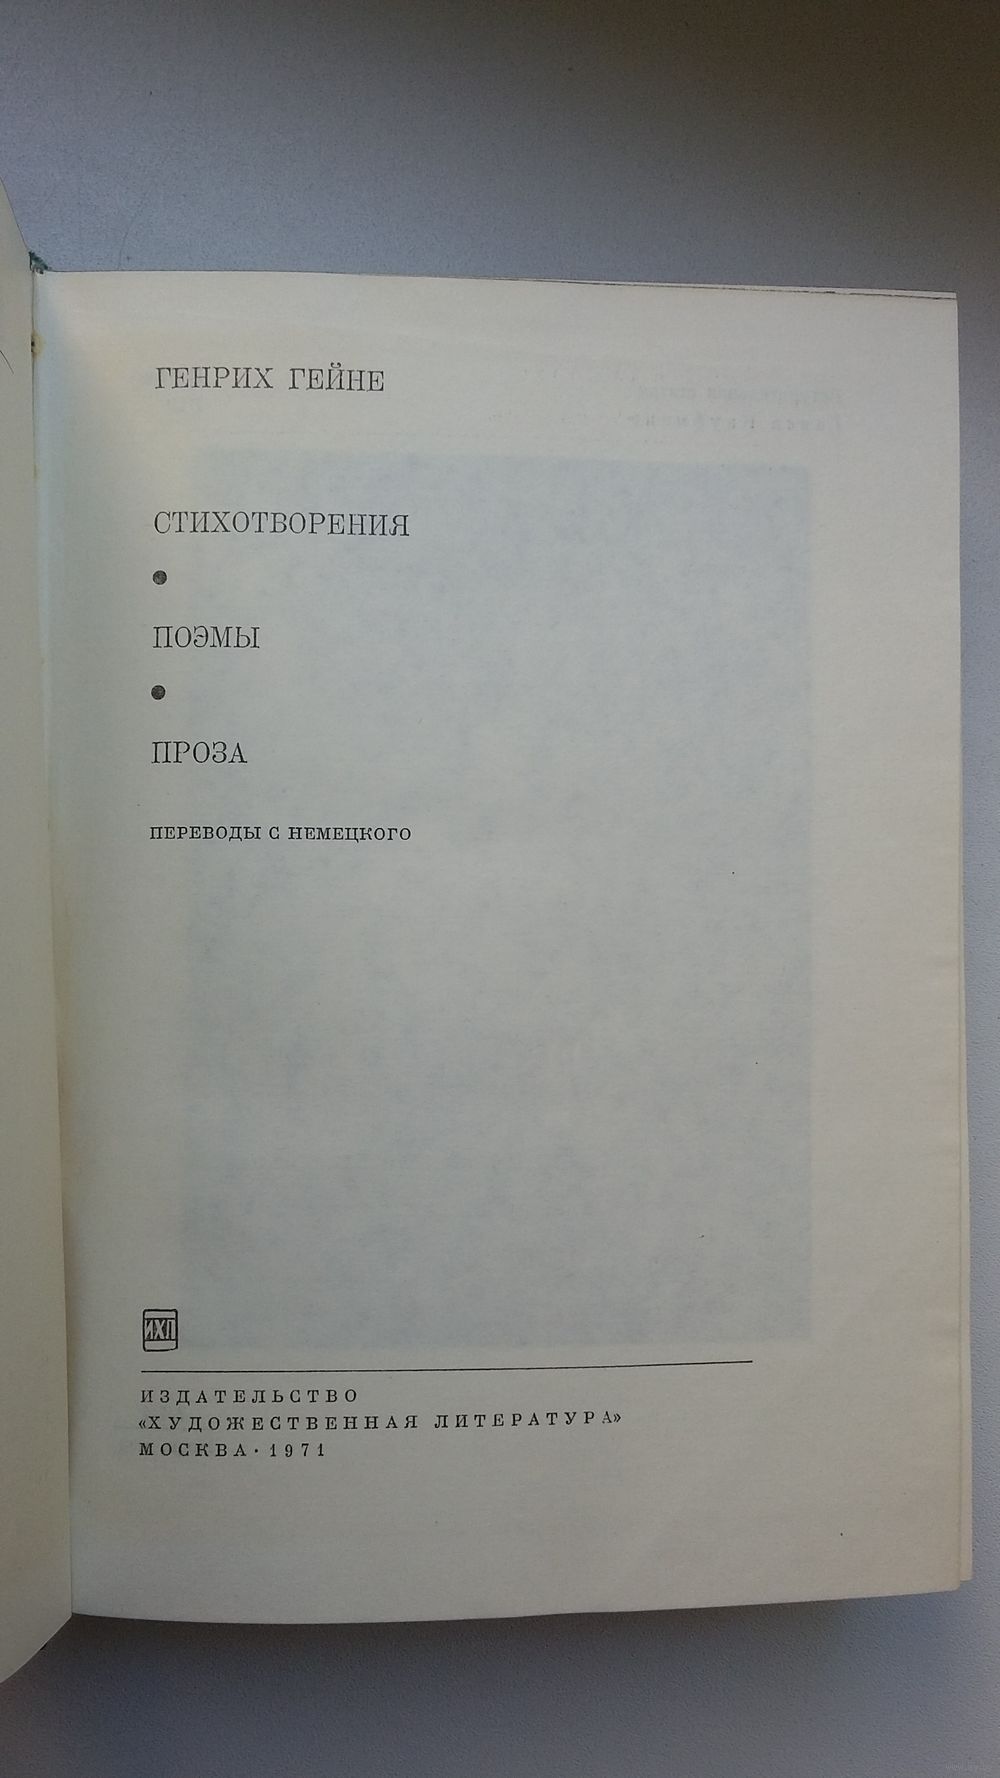 ГЕНРИХ ГЕЙНЕ
СТИХОТВОРЕНИЯ
●
ПОЭМЫ
●
ПРОЗА
ПЕРЕВОДЫ С НЕМЕЦКОГО
ИХЛ
ИЗДАТЕЛЬСТВО
«ХУДОЖЕСТВЕННАЯ ЛИТЕРАТУРА»
МОСКВА · 1971